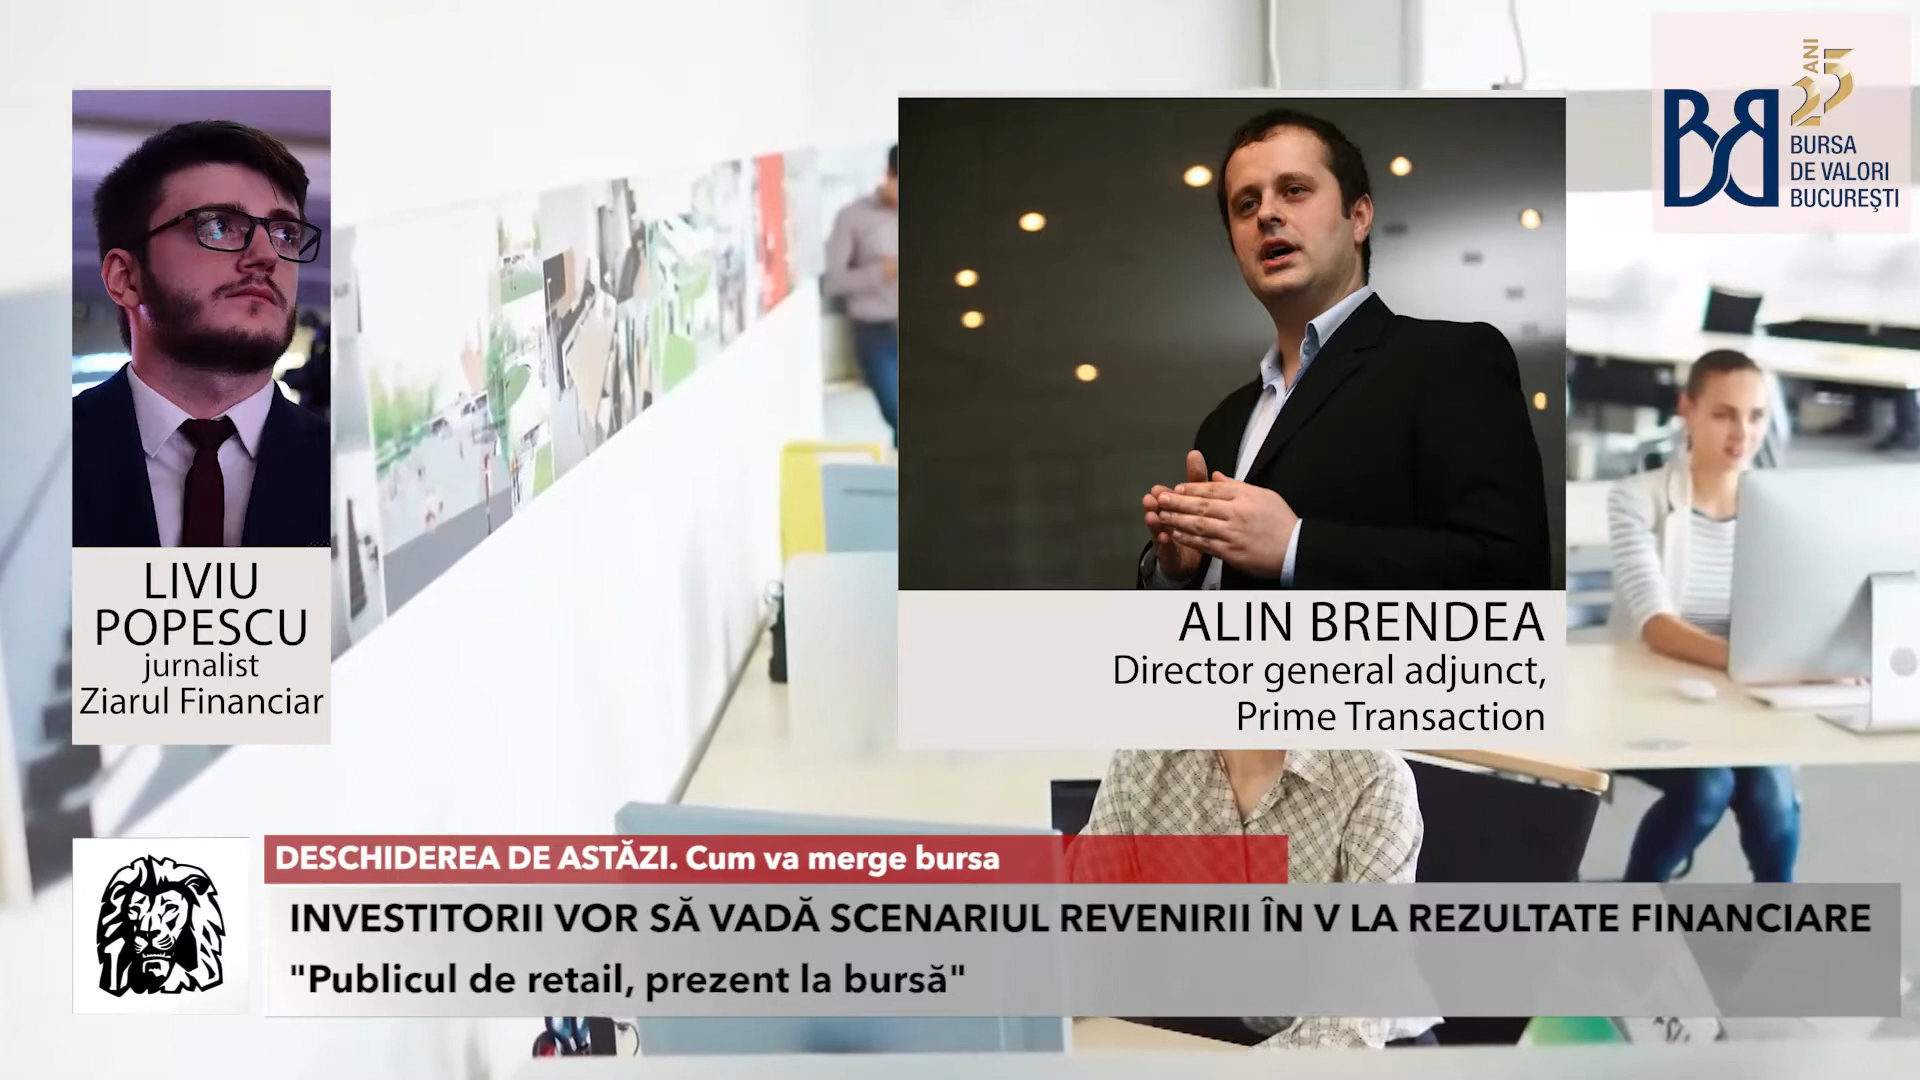 25 ANI
BURSA
DE VALORI
BUCUREŞTI
LIVIU
POPESCU
jurnalist
Ziarul Financiar
ALIN BRENDEA
Director general adjunct,
Prime Transaction
DESCHIDEREA DE ASTĂZI. Cum va merge bursa
INVESTITORII VOR SĂ VADĂ SCENARIUL REVENIRII ÎN V LA REZULTATE FINANCIARE
"Publicul de retail, prezent la bursă"